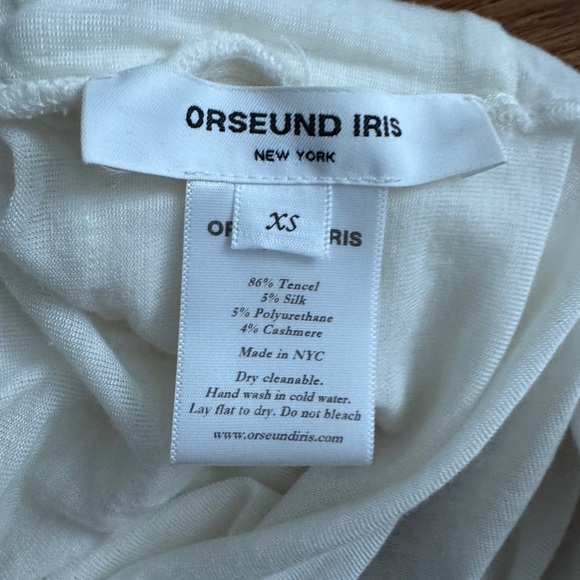 ORSEUND IRIS
NEW YORK
XS
OR RIS
86% Tencel
5% Silk
5% Polyurethane
4% Cashmere
Made in NYC
Dry cleanable.
Hand wash in cold water.
Lay flat to dry. Do not bleach
www.orseundiris.com